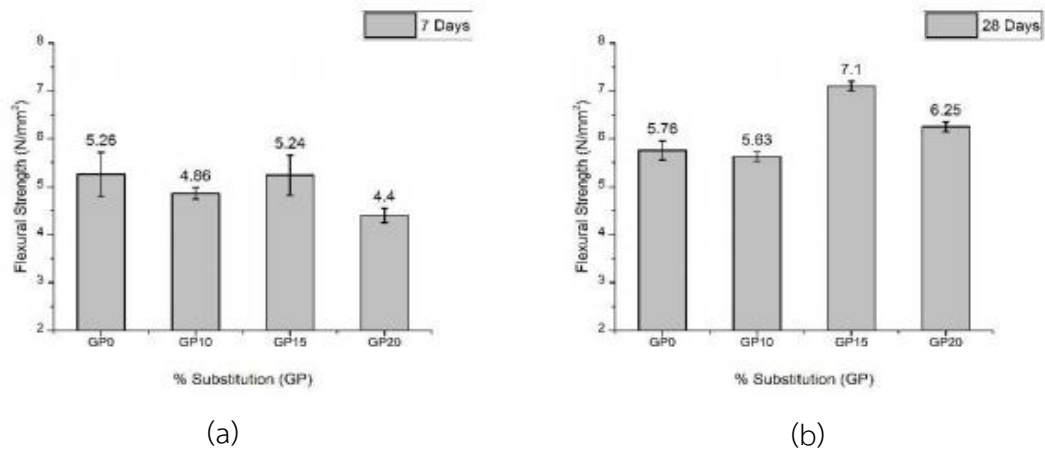 7 Days
8
7
6
5
4
3
2
Flexural Strength (N/mm²)
5.26
4.86
5.24
4.4
GP0 GP10 GP15 GP20
% Substitution (GP)
(a)
28 Days
8
7
6
5
4
3
2
Flexural Strength (N/mm²)
5.76
5.63
7.1
6.25
GP0 GP10 GP15 GP20
% Substitution (GP)
(b)